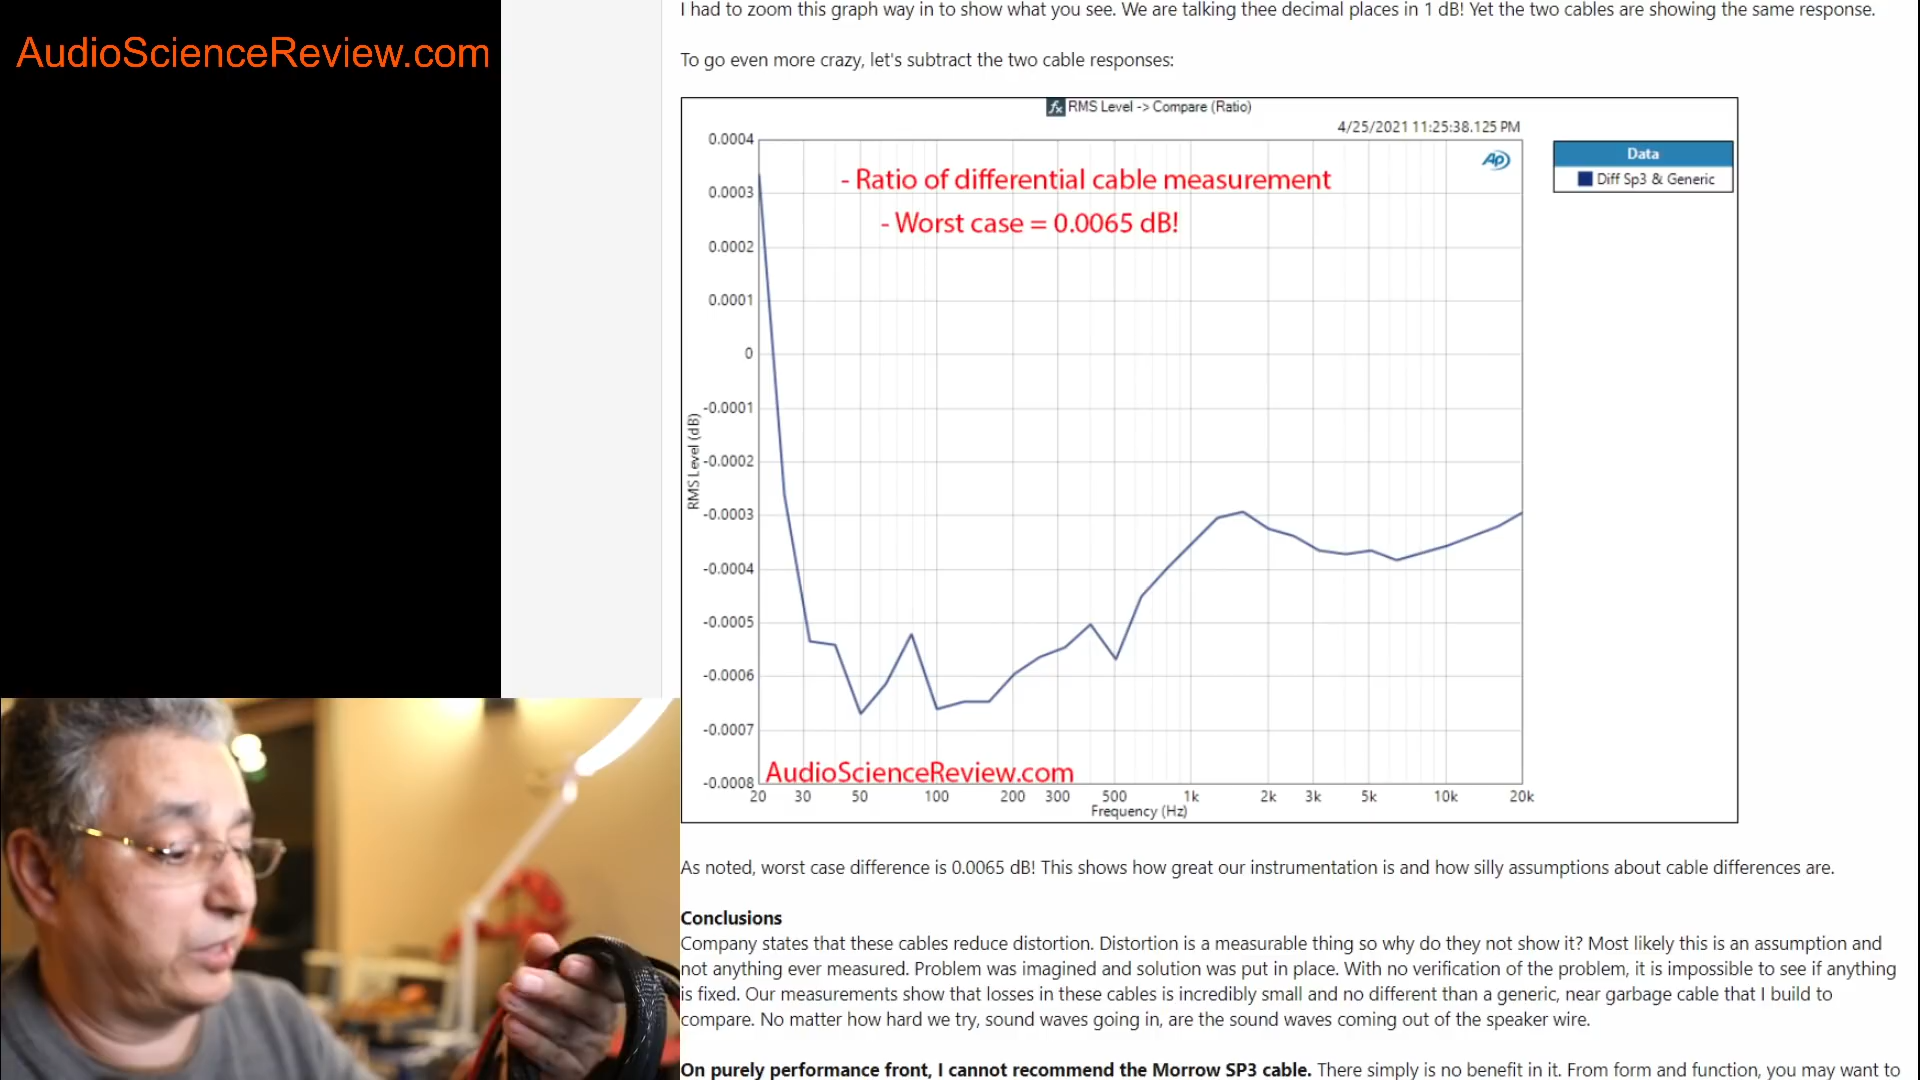 AudioScienceReview.com
I had to zoom this graph way in to show what you see. We are talking thee decimal places in 1 dB! Yet the two cables are showing the same response.
To go even more crazy, let's subtract the two cable responses:
fx RMS Level -> Compare (Ratio)
4/25/2021 11:25:38.125 PM
AP
Data
Diff Sp3 & Generic
- Ratio of differential cable measurement
- Worst case = 0.0065 dB!
RMS Level (dB)
0.0004
0.0003
0.0002
0.0001
0
-0.0001
-0.0002
-0.0003
-0.0004
-0.0005
-0.0006
-0.0007
-0.0008
AudioScienceReview.com
20 30 50 100 200 300 500 1k 2k 3k 5k 10k 20k
Frequency (Hz)
As noted, worst case difference is 0.0065 dB! This shows how great our instrumentation is and how silly assumptions about cable differences are.
Conclusions
Company states that these cables reduce distortion. Distortion is a measurable thing so why do they not show it? Most likely this is an assumption and
not anything ever measured. Problem was imagined and solution was put in place. With no verification of the problem, it is impossible to see if anything
is fixed. Our measurements show that losses in these cables is incredibly small and no different than a generic, near garbage cable that I build to
compare. No matter how hard we try, sound waves going in, are the sound waves coming out of the speaker wire.
On purely performance front, I cannot recommend the Morrow SP3 cable. There simply is no benefit in it. From form and function, you may want to